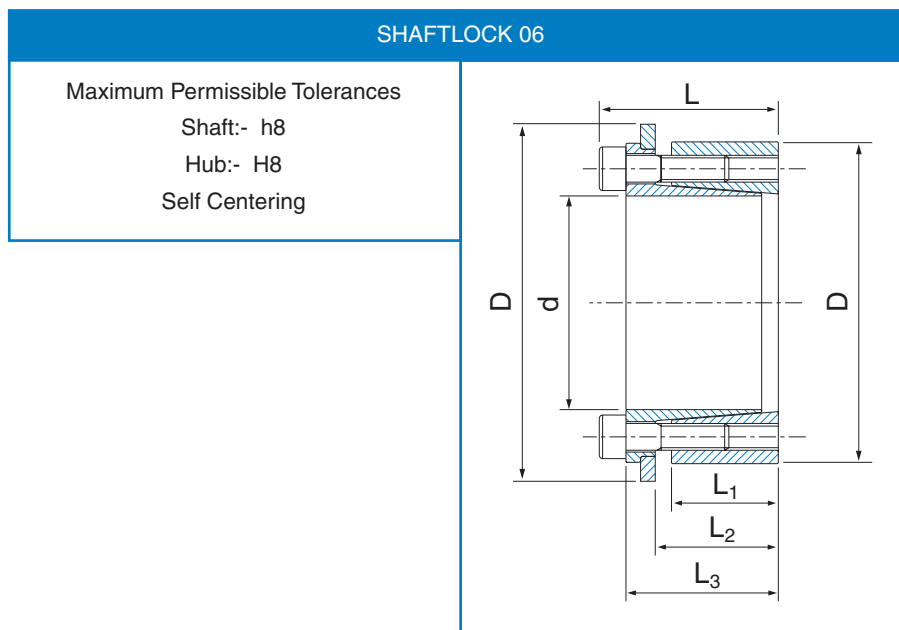 SHAFTLOCK 06
Maximum Permissible Tolerances
Shaft:- h8
Hub:- H8
Self Centering
L
D
d
D
L₁
L₂
L₃